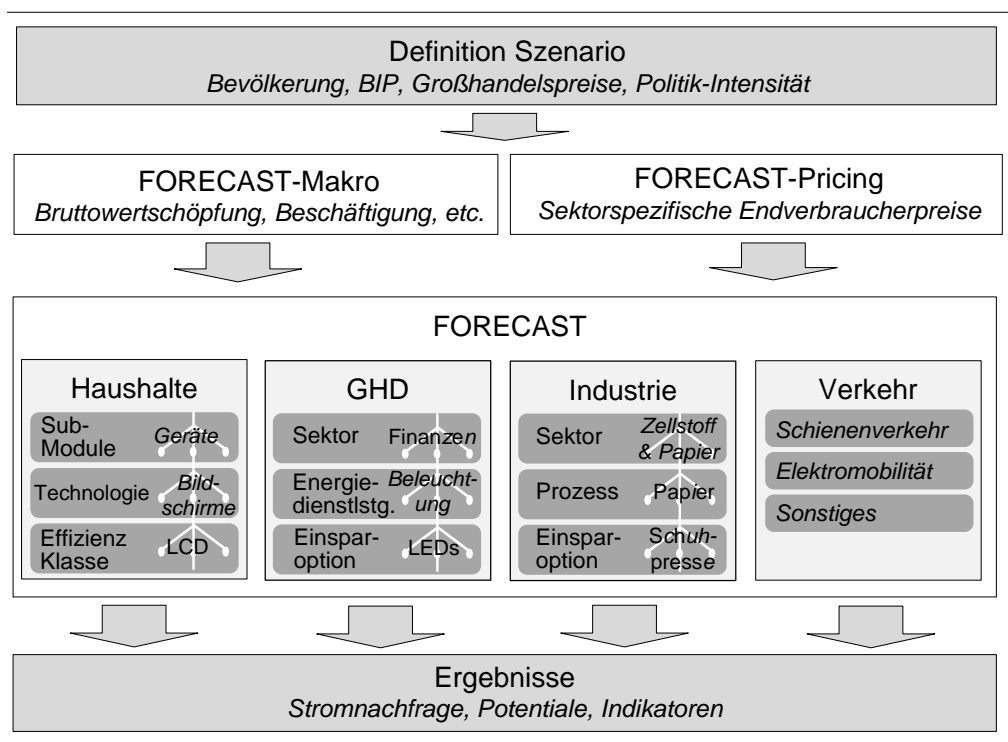 Definition Szenario
Bevölkerung, BIP, Großhandelspreise, Politik-Intensität
FORECAST-Makro
Bruttowertschöpfung, Beschäftigung, etc.
FORECAST-Pricing
Sektorspezifische Endverbraucherpreise
FORECAST
Haushalte
Sub-
Module
Geräte
Technologie
Bild-
schirme
Effizienz
Klasse
LCD
GHD
Sektor
Finanzen
Energie-
dienstlstg.
Beleucht-
ung
Einspar-
option
LEDs
Industrie
Sektor
Zellstoff
& Papier
Prozess
Papier
Einspar-
option
Schuh-
presse
Verkehr
Schienenverkehr
Elektromobilität
Sonstiges
Ergebnisse
Stromnachfrage, Potentiale, Indikatoren